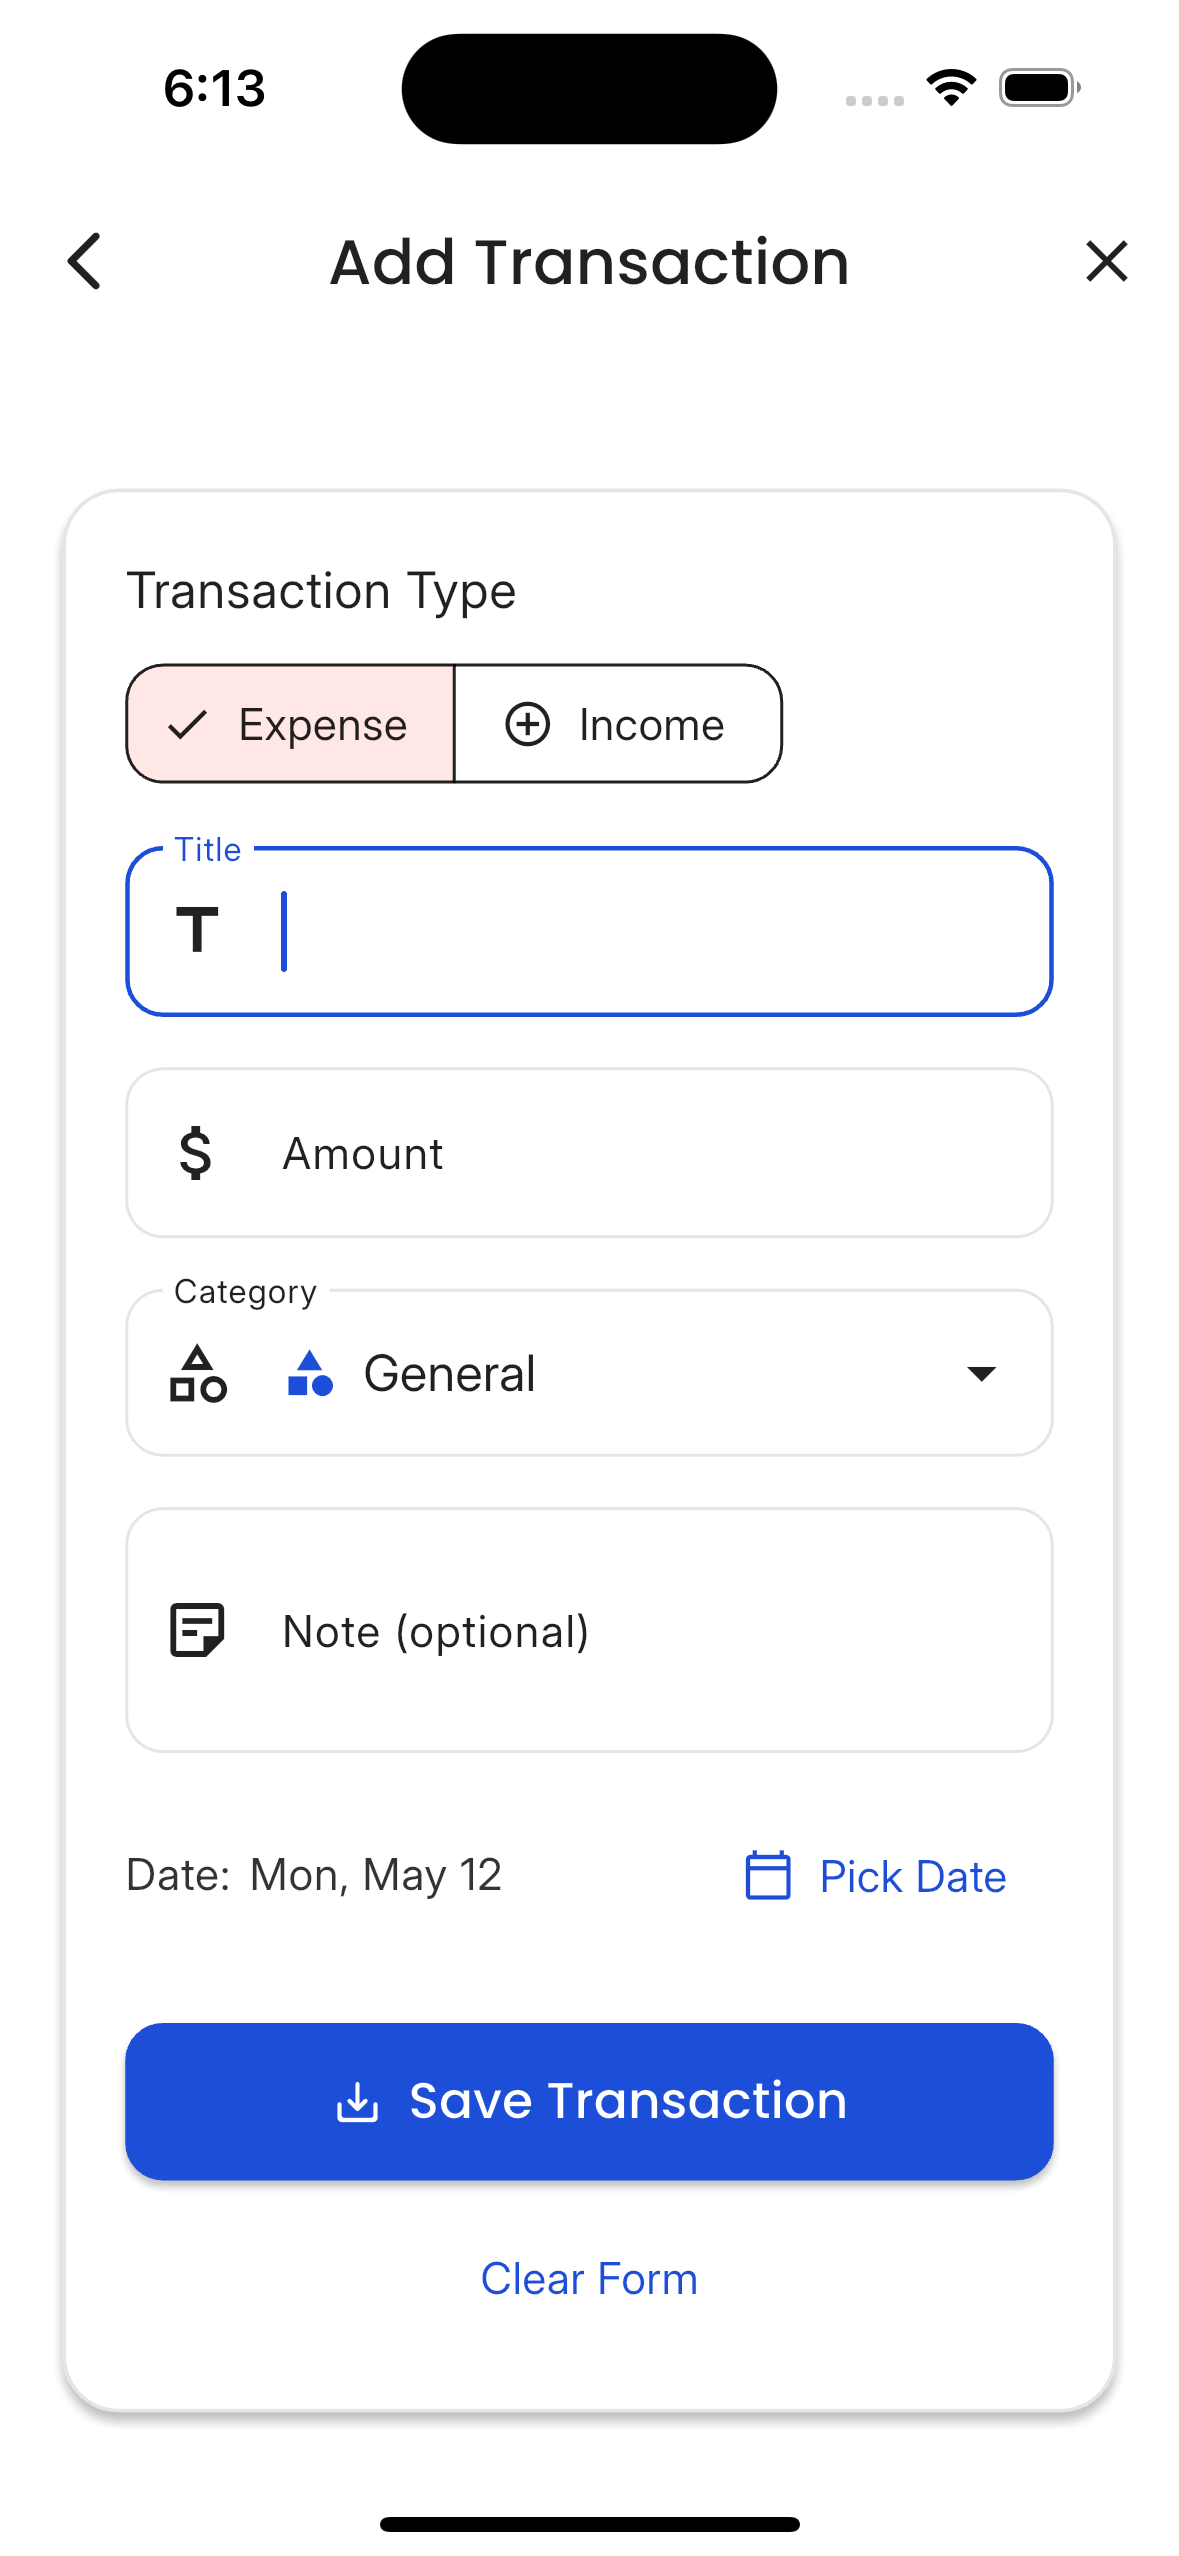 6:13
Add Transaction
Transaction Type
Expense
Income
Title
Amount
Category
General
Note (optional)
Date: Mon, May 12
Pick Date
Save Transaction
Clear Form